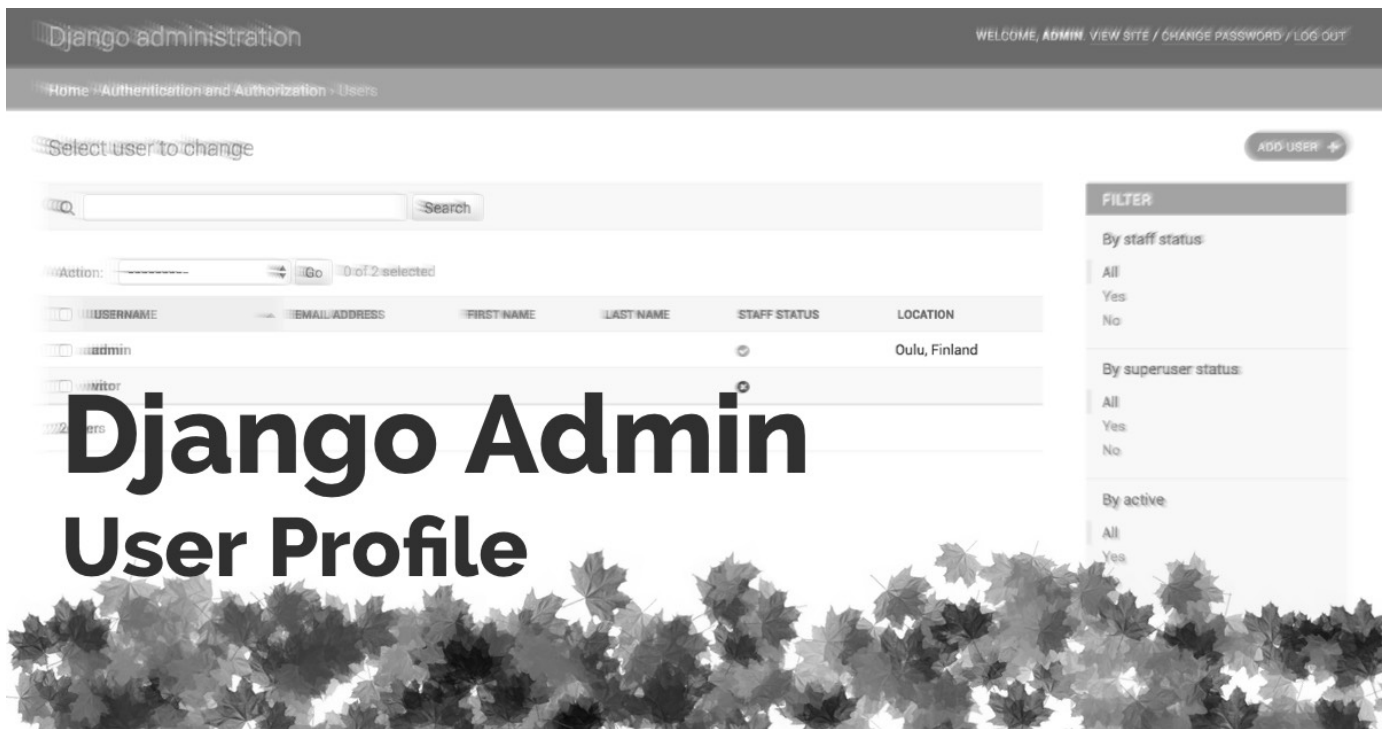 Django administration
WELCOME, ADMIN. VIEW SITE / CHANGE PASSWORD / LOG OUT
Home › Authentication and Authorization › Users
Select user to change
ADD USER +
Search
FILTER
By staff status
All
Yes
No
Action: --------- Go 0 of 2 selected
USERNAME EMAIL ADDRESS FIRST NAME LAST NAME STAFF STATUS LOCATION
admin Oulu, Finland
vitor
By superuser status
All
Yes
No
By active
All
Yes
Django Admin
User Profile